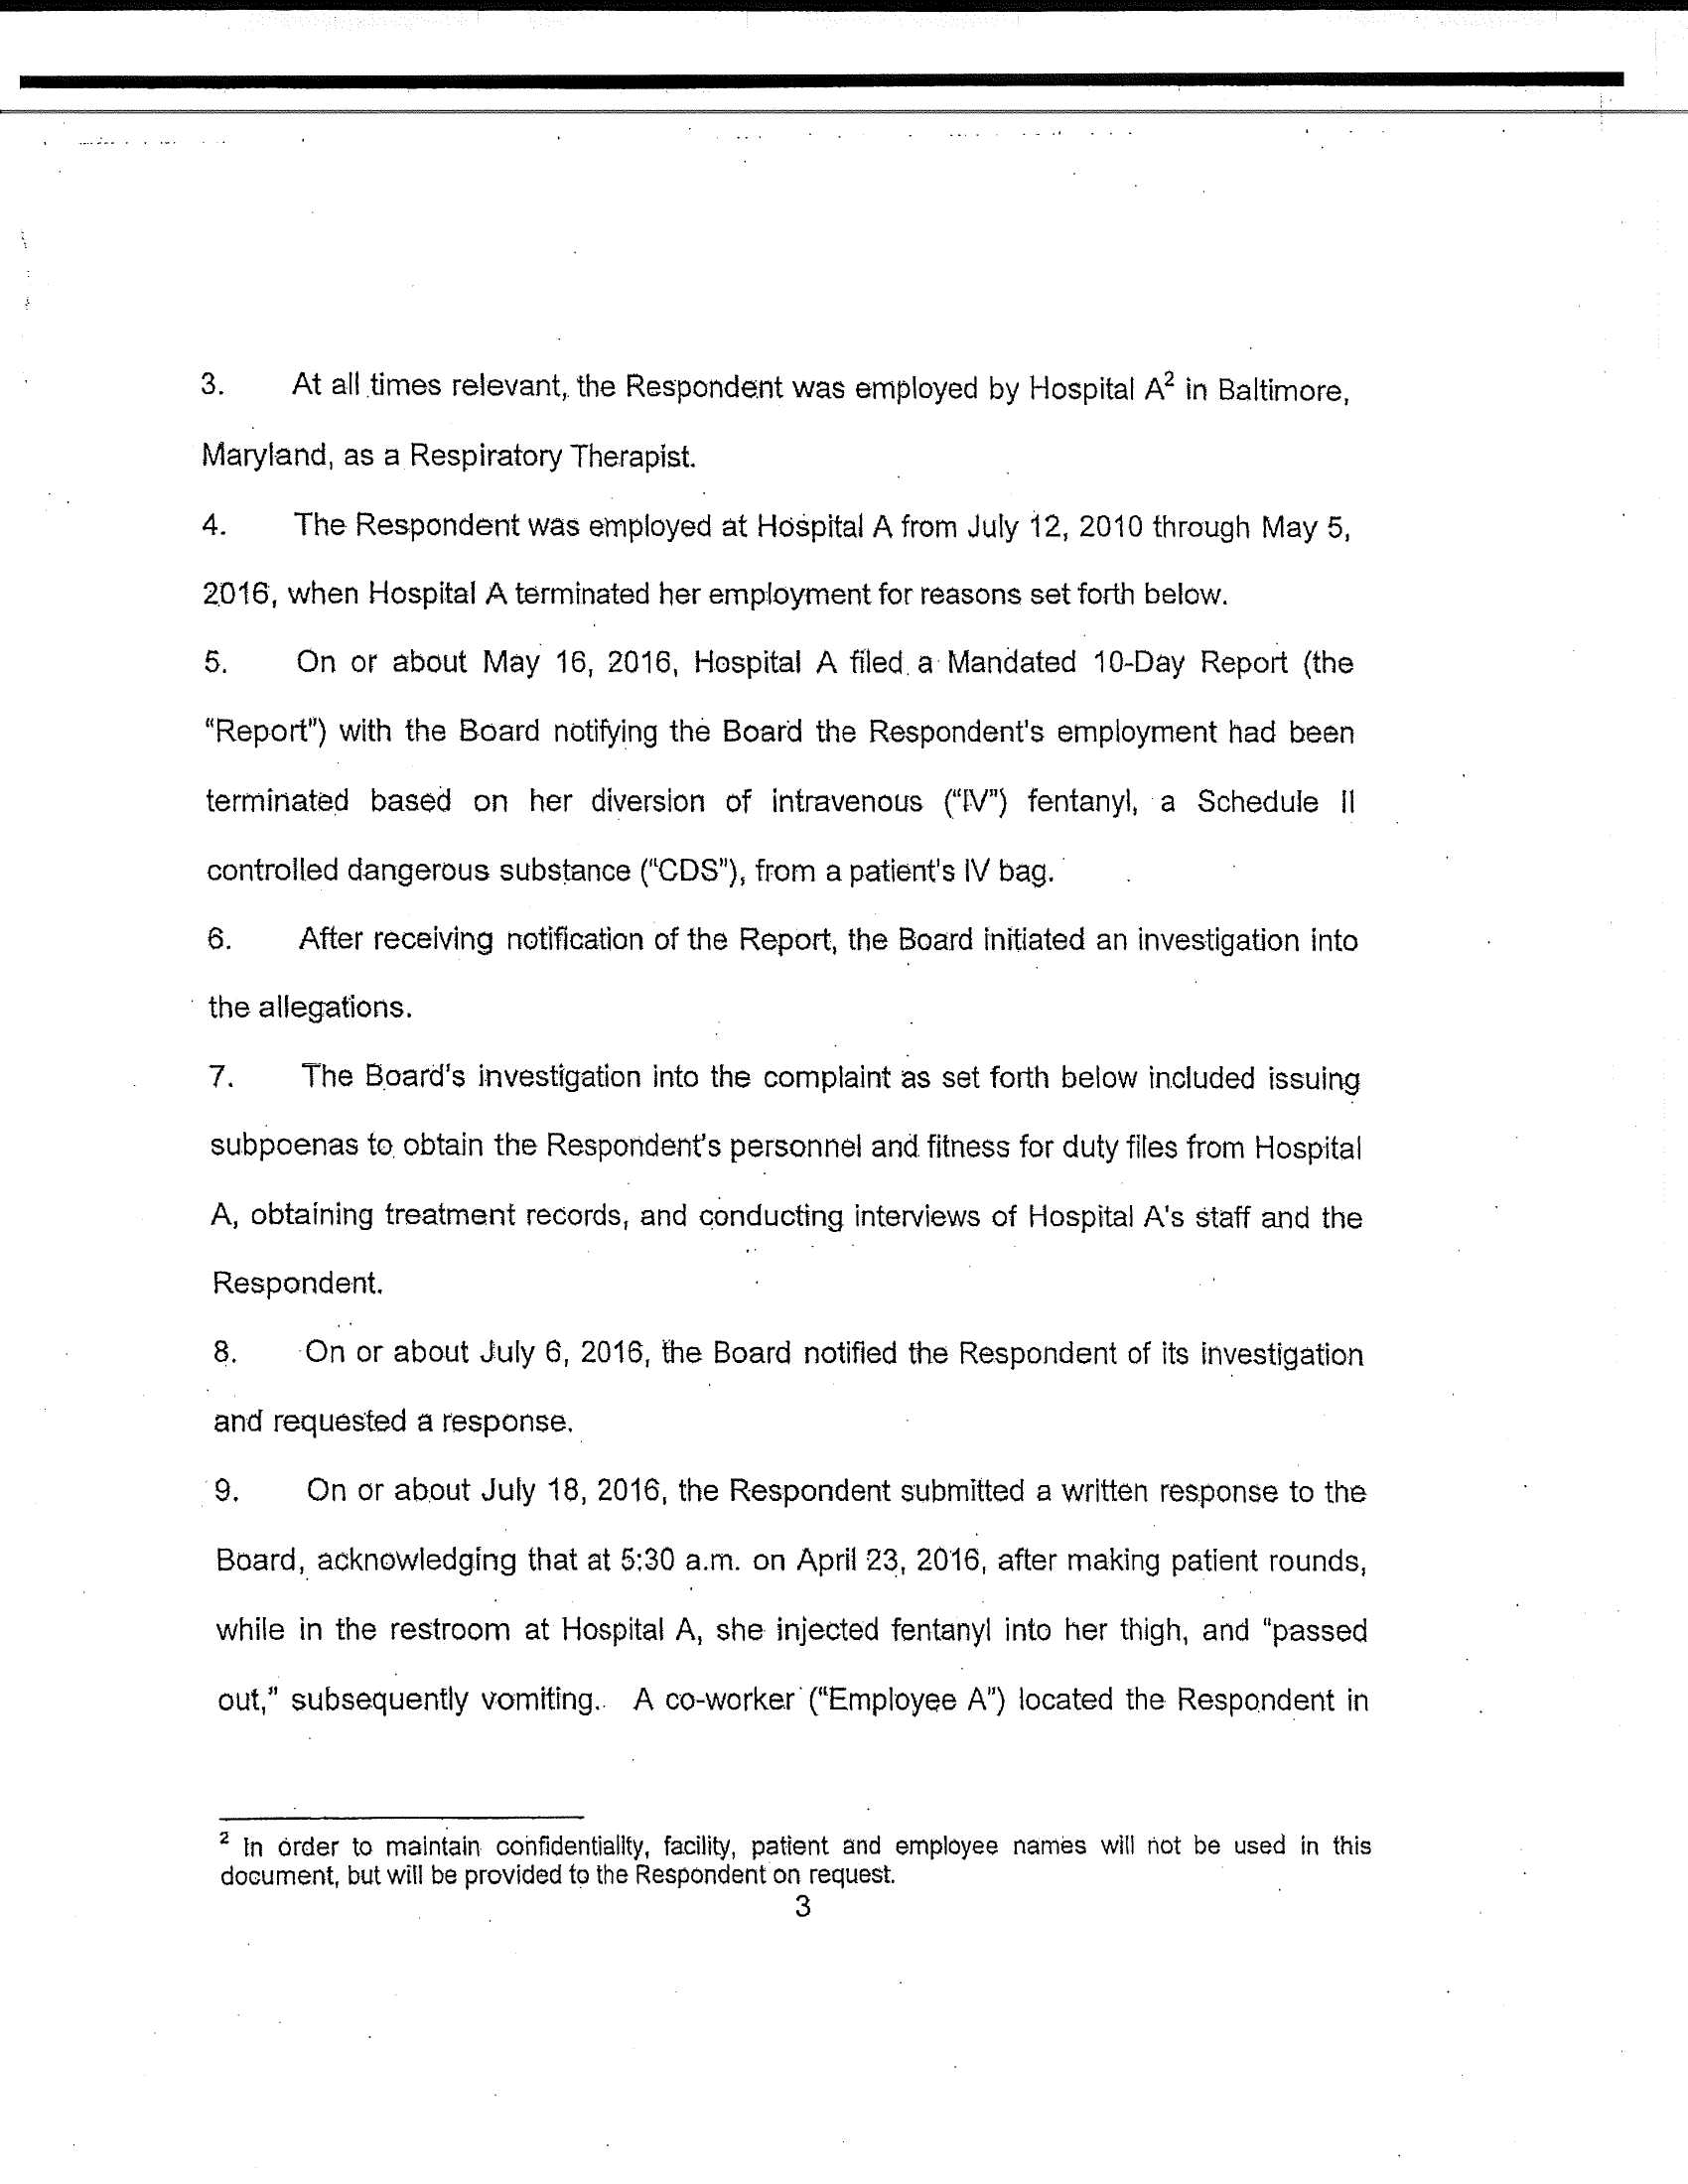 3. At all times relevant, the Respondent was employed by Hospital A² in Baltimore,
Maryland, as a Respiratory Therapist.
4. The Respondent was employed at Hospital A from July 12, 2010 through May 5,
2016, when Hospital A terminated her employment for reasons set forth below.
5. On or about May 16, 2016, Hospital A filed a Mandated 10-Day Report (the
“Report”) with the Board notifying the Board the Respondent's employment had been
terminated based on her diversion of intravenous (“IV”) fentanyl, a Schedule II
controlled dangerous substance (“CDS”), from a patient's IV bag.
6. After receiving notification of the Report, the Board initiated an investigation into
the allegations.
7. The Board's investigation into the complaint as set forth below included issuing
subpoenas to obtain the Respondent's personnel and fitness for duty files from Hospital
A, obtaining treatment records, and conducting interviews of Hospital A's staff and the
Respondent.
8. On or about July 6, 2016, the Board notified the Respondent of its investigation
and requested a response.
9. On or about July 18, 2016, the Respondent submitted a written response to the
Board, acknowledging that at 5:30 a.m. on April 23, 2016, after making patient rounds,
while in the restroom at Hospital A, she injected fentanyl into her thigh, and “passed
out,” subsequently vomiting. A co-worker (“Employee A”) located the Respondent in
² In order to maintain confidentiality, facility, patient and employee names will not be used in this
document, but will be provided to the Respondent on request.
3